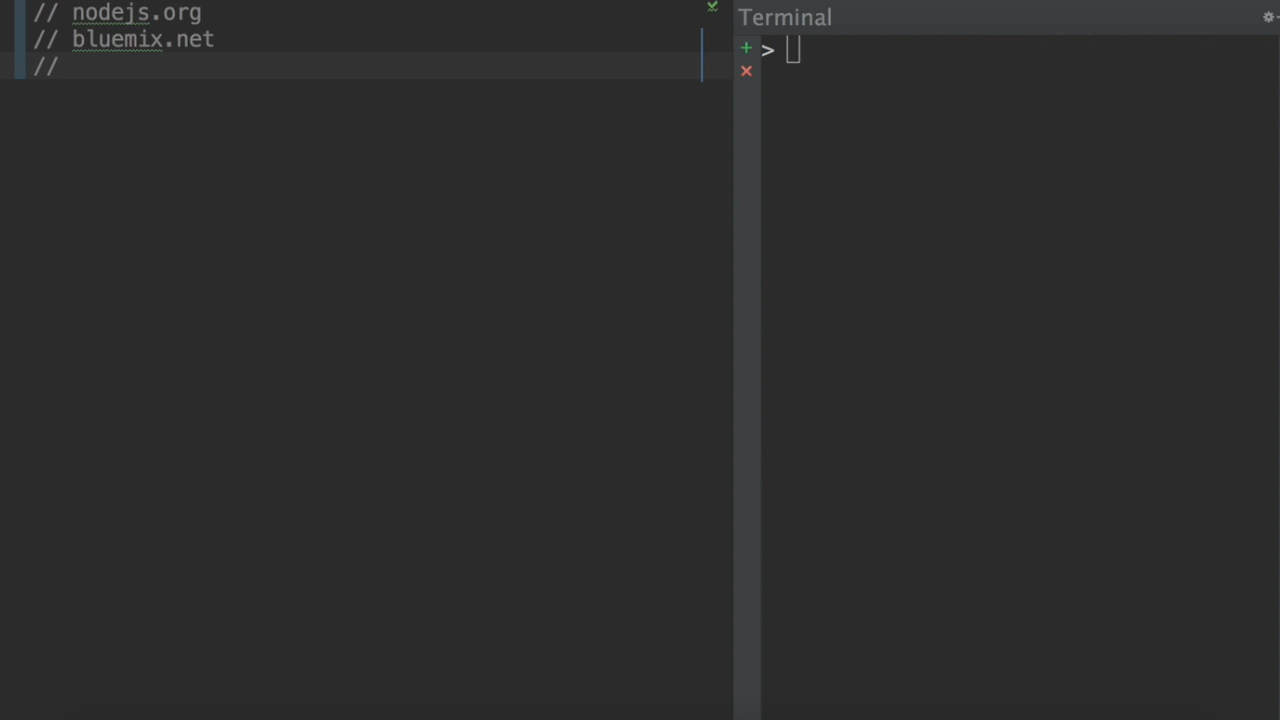 // nodejs.org
// bluemix.net
//
Terminal
>